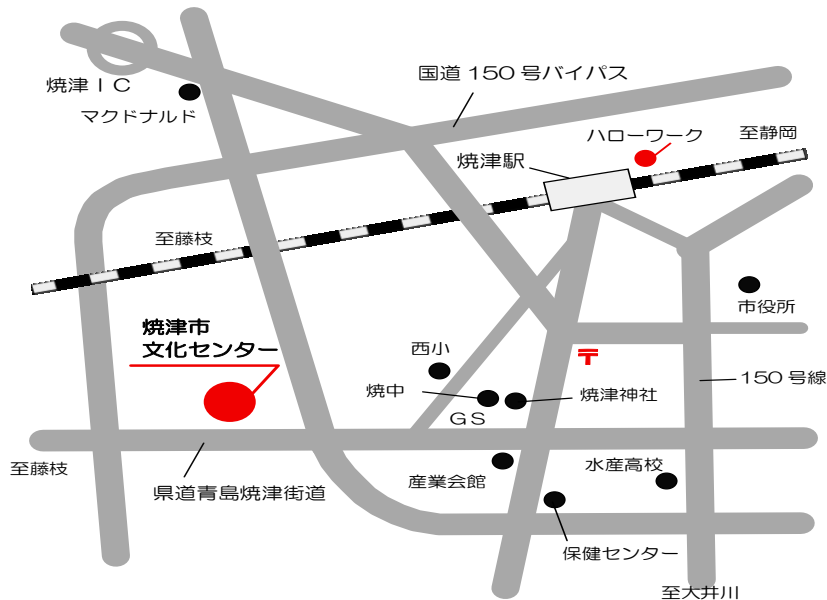 国道150号バイパス
焼津IC
マクドナルド
ハローワーク
至静岡
焼津駅
至藤枝
市役所
焼津市
文化センター
西小
150号線
焼中
焼津神社
GS
〒
至藤枝
産業会館
水産高校
県道青島焼津街道
保健センター
至大井川